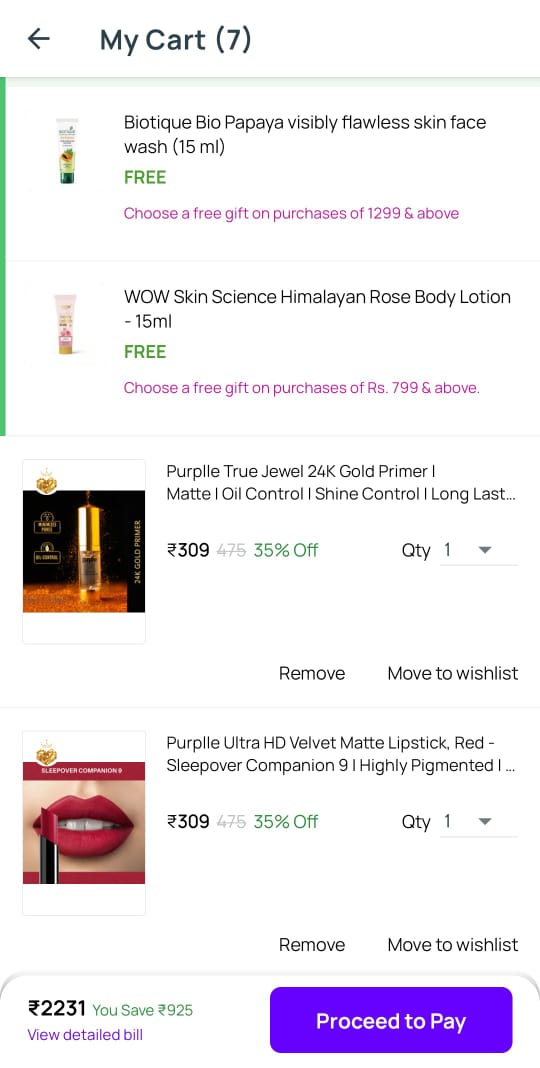 My Cart (7)
Biotique Bio Papaya visibly flawless skin face
wash (15 ml)
FREE
Choose a free gift on purchases of 1299 & above
WOW Skin Science Himalayan Rose Body Lotion
- 15ml
FREE
Choose a free gift on purchases of Rs. 799 & above.
Purplle True Jewel 24K Gold Primer |
Matte | Oil Control | Shine Control | Long Last...
MINIMIZES
PORES
OIL CONTROL
24K GOLD PRIMER
₹309 475 35% Off
Qty 1
Remove
Move to wishlist
Purplle Ultra HD Velvet Matte Lipstick, Red -
Sleepover Companion 9 | Highly Pigmented | ...
SLEEPOVER COMPANION 9
₹309 475 35% Off
Qty 1
Remove
Move to wishlist
₹2231 You Save ₹925
View detailed bill
Proceed to Pay